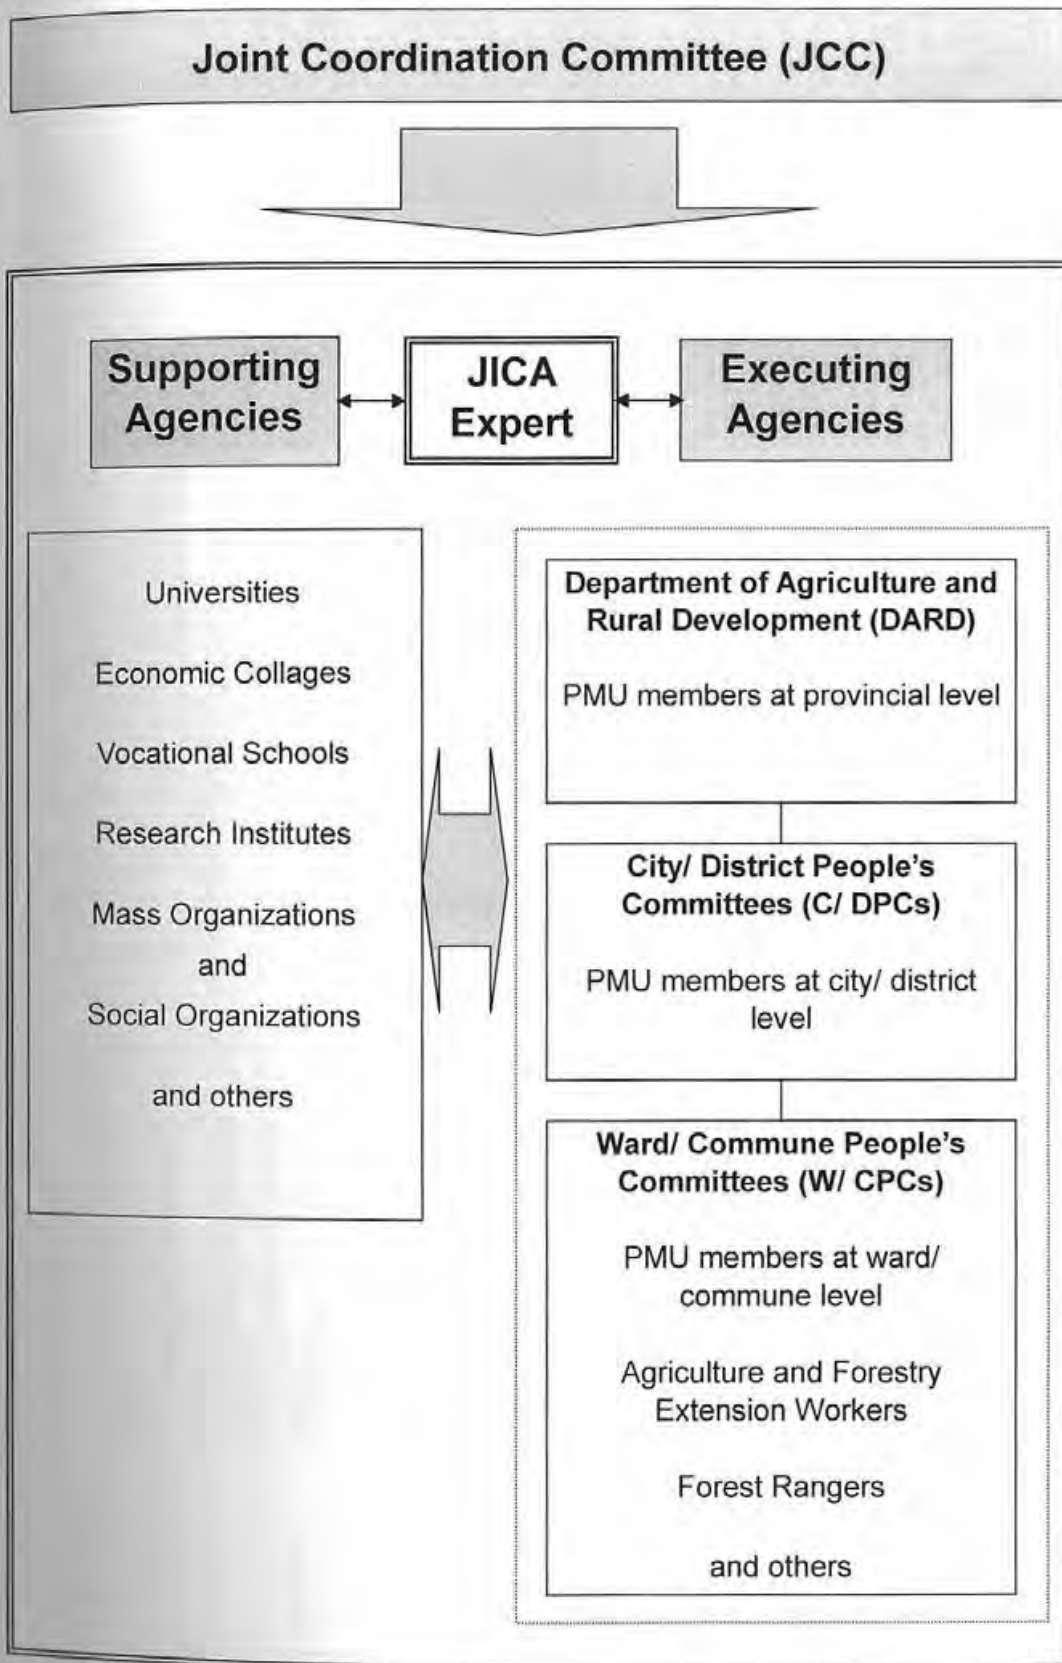 Joint Coordination Committee (JCC)
Supporting
Agencies
JICA
Expert
Executing
Agencies
Universities
Economic Collages
Vocational Schools
Research Institutes
Mass Organizations
and
Social Organizations
and others
Department of Agriculture and
Rural Development (DARD)
PMU members at provincial level
City/ District People's
Committees (C/ DPCs)
PMU members at city/ district
level
Ward/ Commune People's
Committees (W/ CPCs)
PMU members at ward/
commune level
Agriculture and Forestry
Extension Workers
Forest Rangers
and others